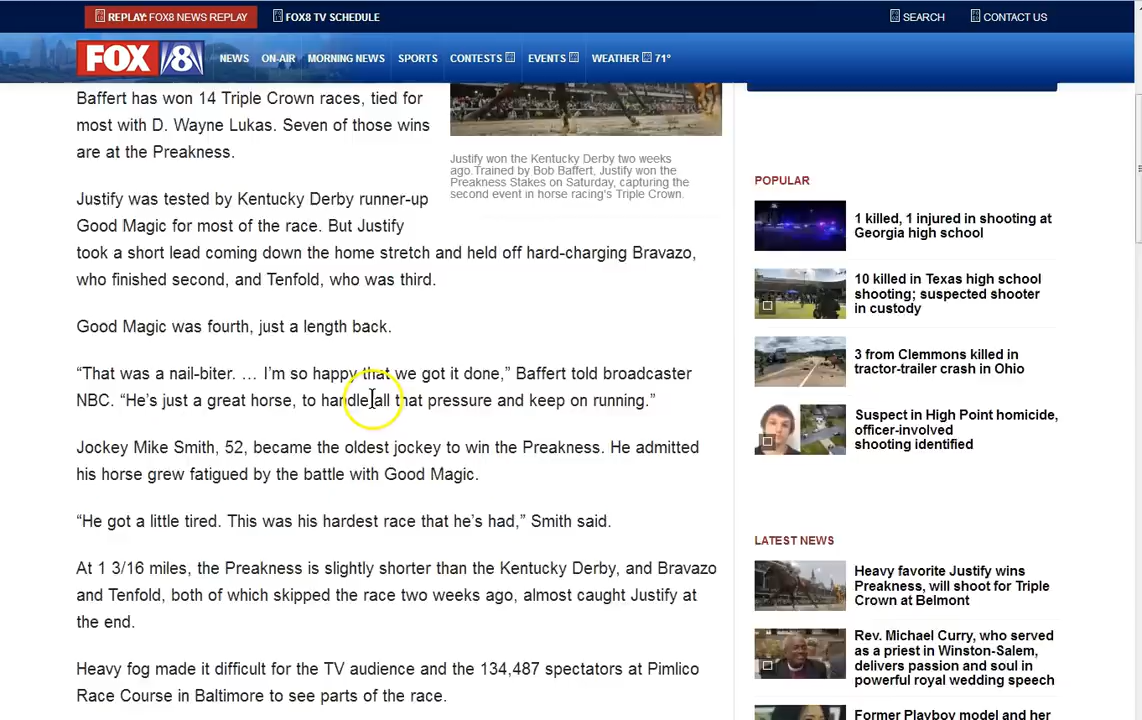 REPLAY: FOX8 NEWS REPLAY
FOX8 TV SCHEDULE
SEARCH
CONTACT US
FOX 8
NEWS
ON-AIR
MORNING NEWS
SPORTS
CONTESTS
EVENTS
WEATHER
71°
Baffert has won 14 Triple Crown races, tied for
most with D. Wayne Lukas. Seven of those wins
are at the Preakness.
Justify won the Kentucky Derby two weeks
ago.Trained by Bob Baffert, Justify won the
Preakness Stakes on Saturday, capturing the
second event in horse racing's Triple Crown.
Justify was tested by Kentucky Derby runner-up
Good Magic for most of the race. But Justify
took a short lead coming down the home stretch and held off hard-charging Bravazo,
who finished second, and Tenfold, who was third.
Good Magic was fourth, just a length back.
“That was a nail-biter. … I’m so happy that we got it done,” Baffert told broadcaster
NBC. “He’s just a great horse, to handle all that pressure and keep on running.”
Jockey Mike Smith, 52, became the oldest jockey to win the Preakness. He admitted
his horse grew fatigued by the battle with Good Magic.
“He got a little tired. This was his hardest race that he’s had,” Smith said.
At 1 3/16 miles, the Preakness is slightly shorter than the Kentucky Derby, and Bravazo
and Tenfold, both of which skipped the race two weeks ago, almost caught Justify at
the end.
Heavy fog made it difficult for the TV audience and the 134,487 spectators at Pimlico
Race Course in Baltimore to see parts of the race.
POPULAR
1 killed, 1 injured in shooting at
Georgia high school
10 killed in Texas high school
shooting; suspected shooter
in custody
3 from Clemmons killed in
tractor-trailer crash in Ohio
Suspect in High Point homicide,
officer-involved
shooting identified
LATEST NEWS
Heavy favorite Justify wins
Preakness, will shoot for Triple
Crown at Belmont
Rev. Michael Curry, who served
as a priest in Winston-Salem,
delivers passion and soul in
powerful royal wedding speech
Former Playboy model and her